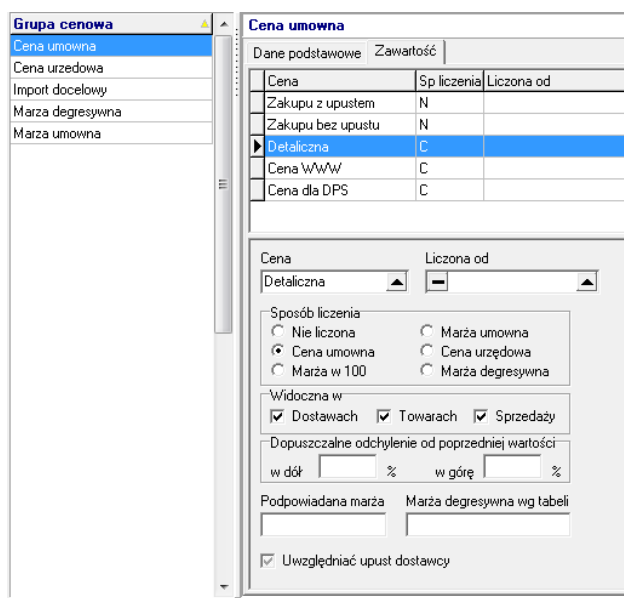 Grupa cenowa
Cena umowna
Cena urzedowa
Import docelowy
Marza degresywna
Marza umowna
Cena umowna
Dane podstawowe Zawartość
Cena Sp liczenia Liczona od
Zakupu z upustem N
Zakupu bez upustu N
Detaliczna C
Cena WWW C
Cena dla DPS C
Cena Liczona od
Detaliczna
Sposób liczenia
Nie liczona Marża umowna
Cena umowna Cena urzędowa
Marża w 100 Marża degresywna
Widoczna w
Dostawach Towarach Sprzedaży
Dopuszczalne odchylenie od poprzedniej wartości
w dół % w górę %
Podpowiadana marża Marża degresywna wg tabeli
Uwzględniać upust dostawcy